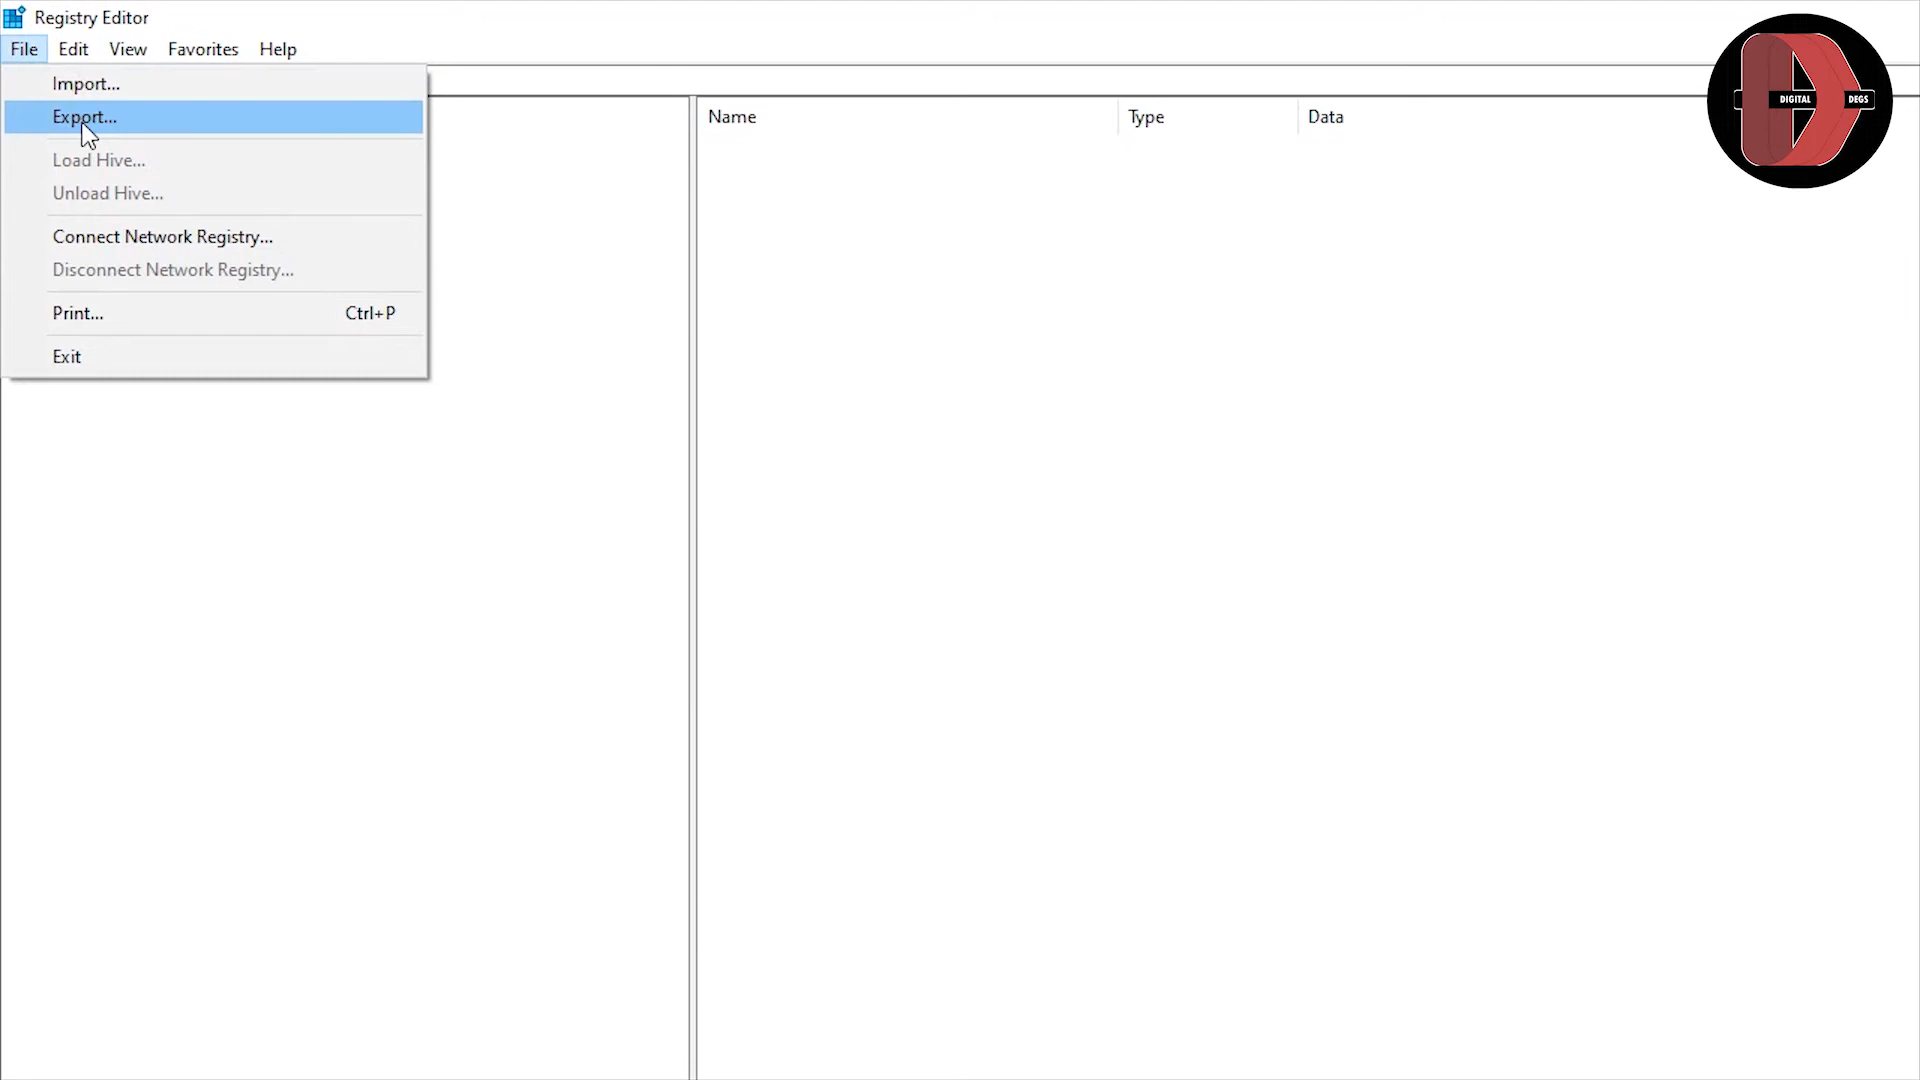 Registry Editor
File Edit View Favorites Help
Import...
Export...
Load Hive...
Unload Hive...
Connect Network Registry...
Disconnect Network Registry...
Print... Ctrl+P
Exit
Name Type Data
DIGITAL DEGS